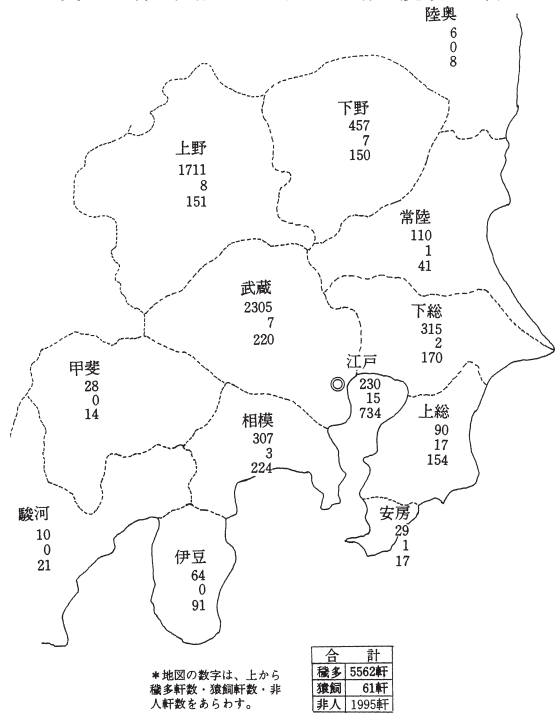 陸奥
6
0
8
下野
457
7
150
上野
1711
8
151
常陸
110
1
41
武蔵
2305
7
220
下総
315
2
170
江戸
230
15
734
甲斐
28
0
14
相模
307
3
224
上総
90
17
154
駿河
10
0
21
安房
29
1
17
伊豆
64
0
91
*地図の数字は、上から
穢多軒数・猿飼軒数・非
人軒数をあらわす。
合計
穢多 5562軒
猿飼 61軒
非人 1995軒